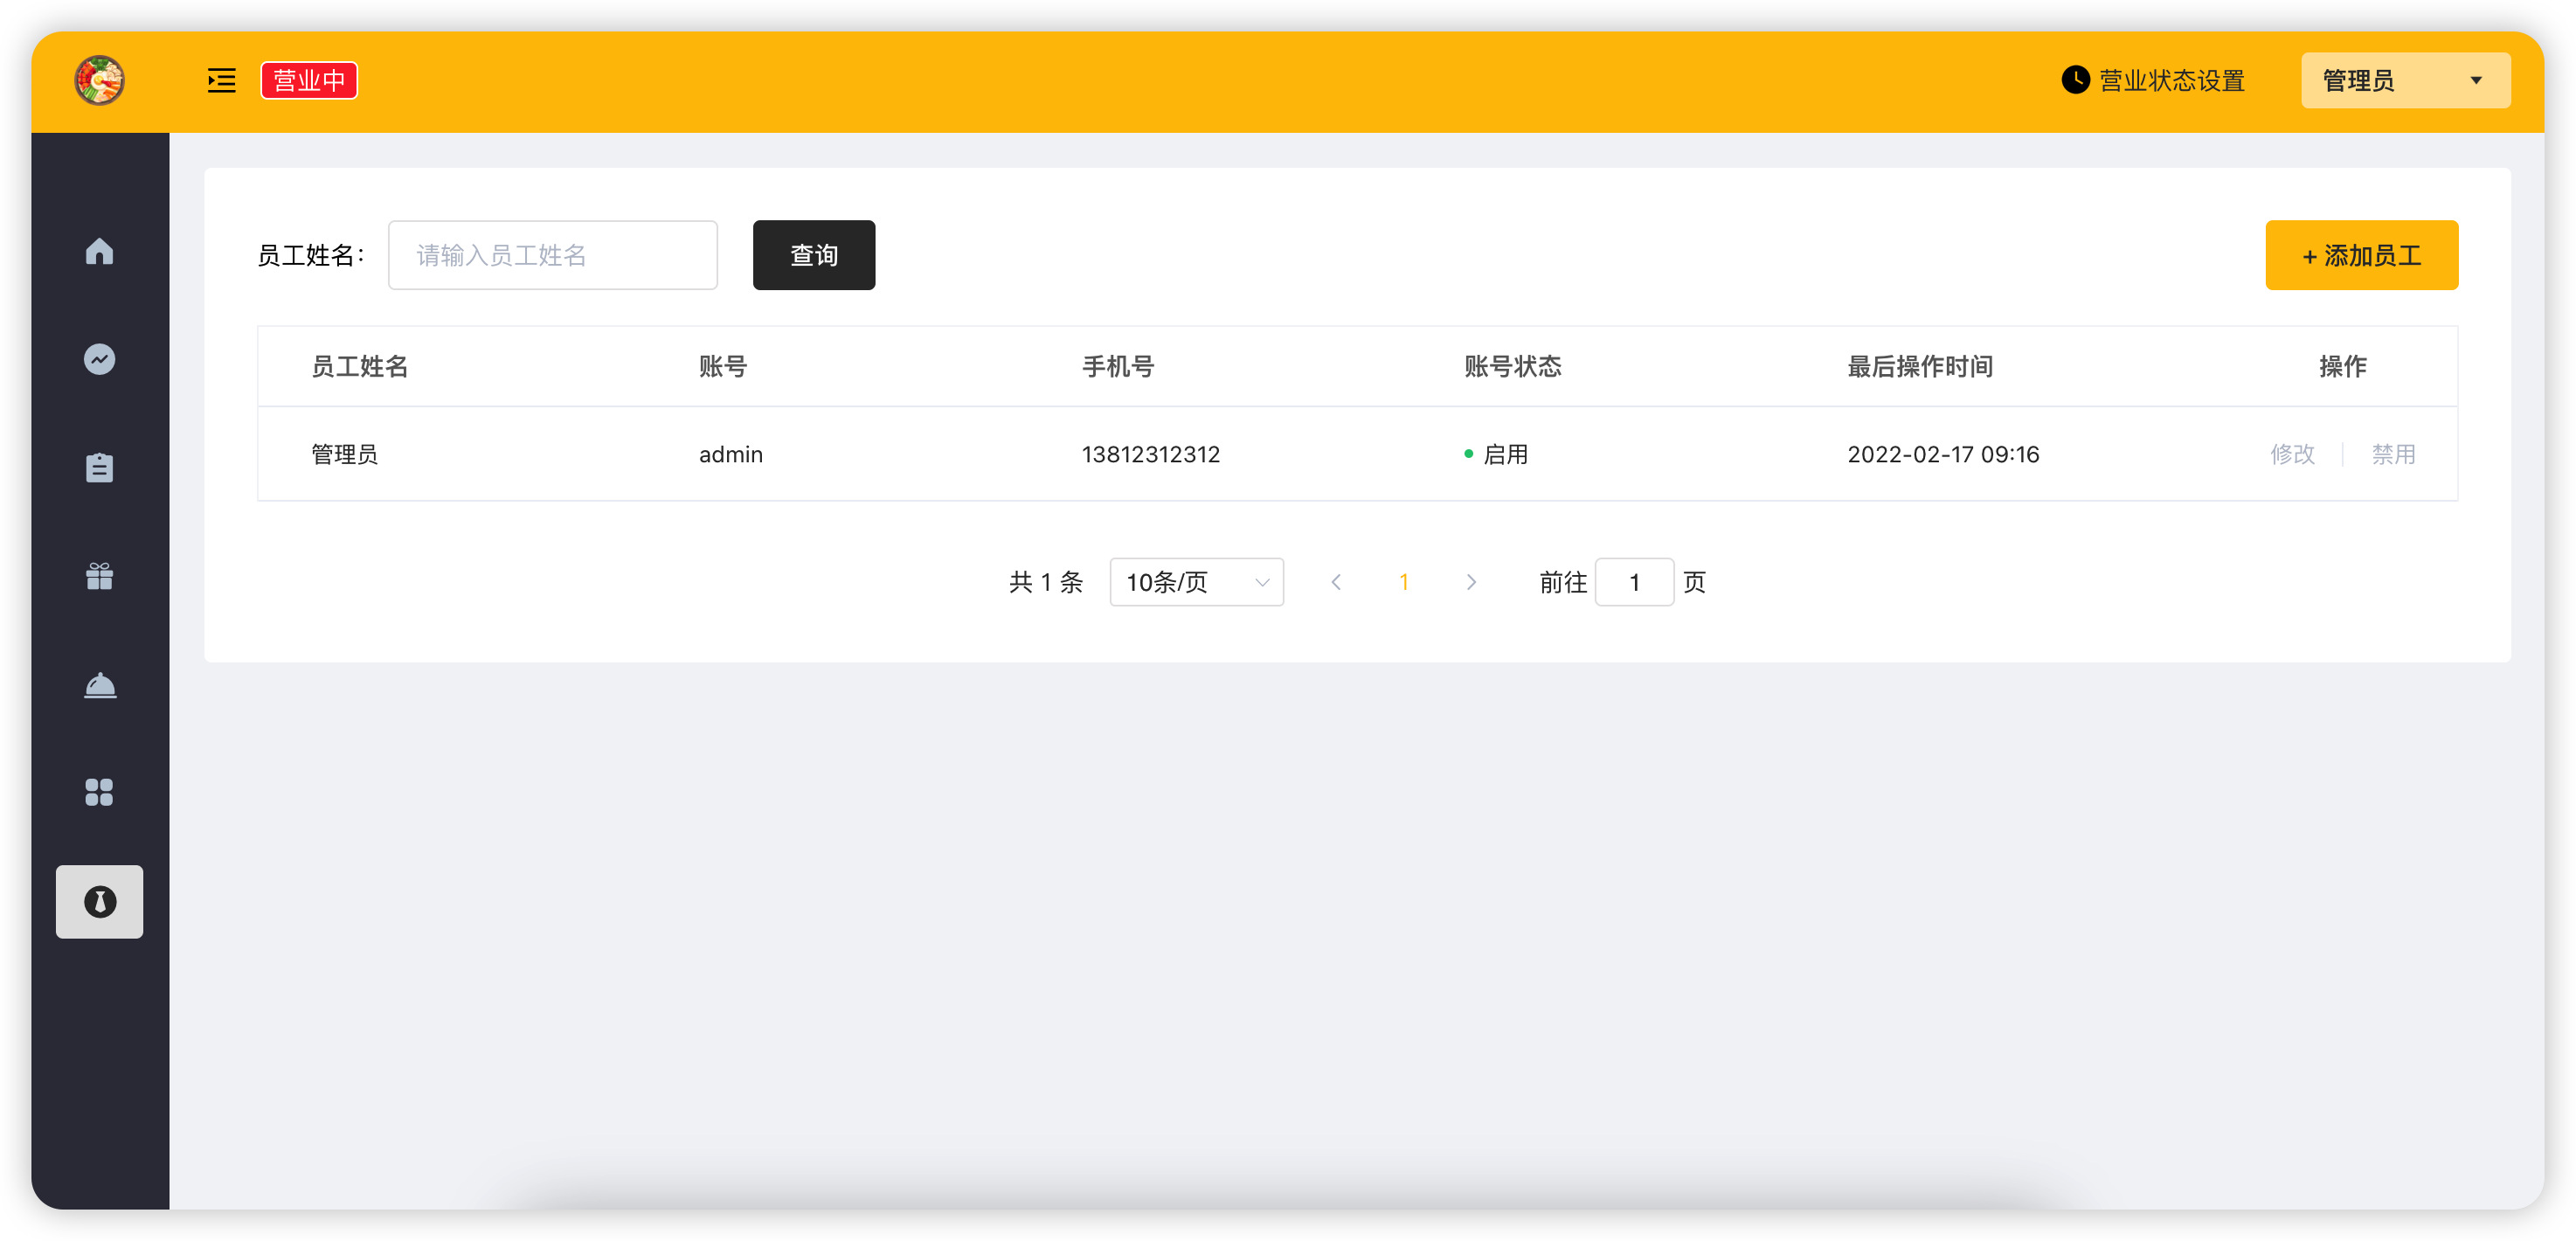 营业中
营业状态设置
管理员
员工姓名：
请输入员工姓名
查询
+ 添加员工
员工姓名 账号 手机号 账号状态 最后操作时间 操作
管理员 admin 13812312312 启用 2022-02-17 09:16 修改 禁用
共 1 条 10条/页 1 前往 1 页